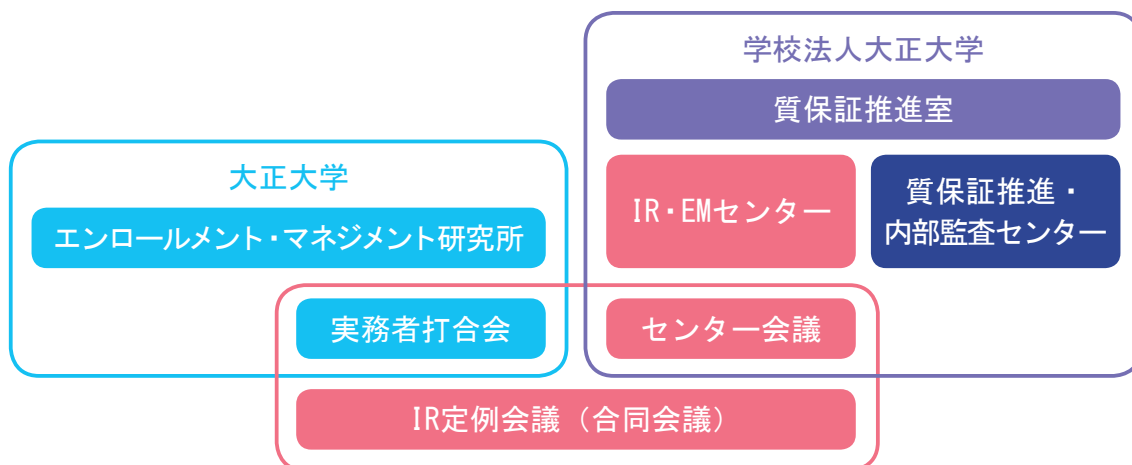 学校法人大正大学
質保証推進室
大正大学
エンロールメント・マネジメント研究所
IR・EMセンター
質保証推進・
内部監査センター
実務者打合会
センター会議
IR定例会議（合同会議）